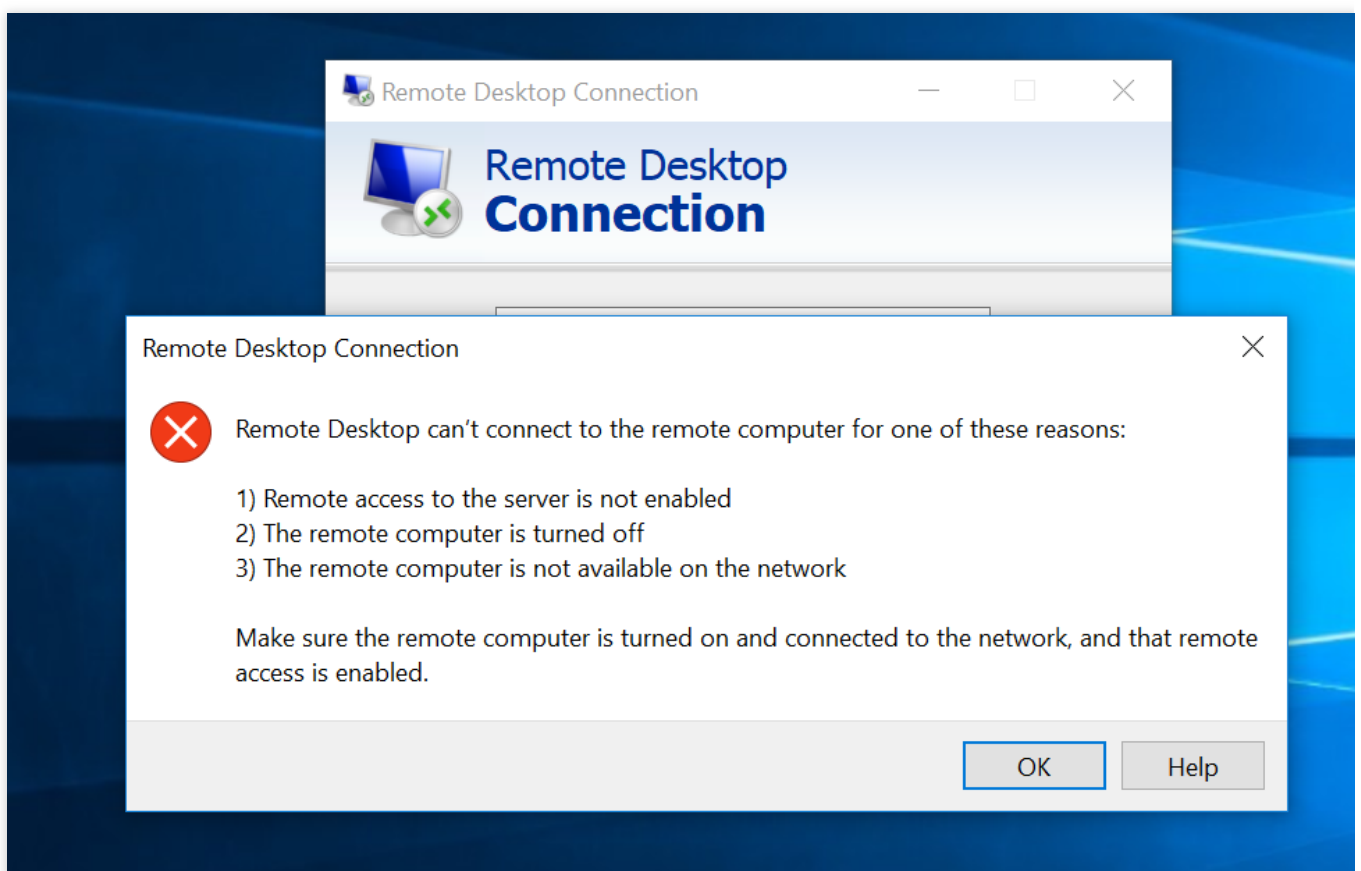 Remote Desktop Connection
Remote Desktop
Connection
Remote Desktop Connection
Remote Desktop can’t connect to the remote computer for one of these reasons:
1) Remote access to the server is not enabled
2) The remote computer is turned off
3) The remote computer is not available on the network
Make sure the remote computer is turned on and connected to the network, and that remote
access is enabled.
OK
Help